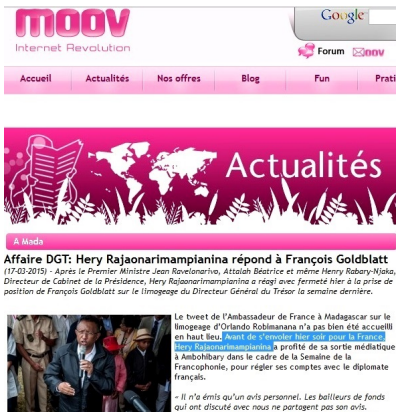 moov
Internet Revolution
Google
Forum
moov
Accueil
Actualités
Nos offres
Blog
Fun
Prati
Actualités
A Mada
Affaire DGT: Hery Rajaonarimampianina répond à François Goldblatt
(17-03-2015) - Après le Premier Ministre Jean Ravelonarivo, Attalah Béatrice et même Henry Rabary-Njaka,
Directeur de Cabinet de la Présidence, Hery Rajaonarimampianina a réagi avec fermeté hier à la prise de
position de François Goldblatt sur le limogeage du Directeur Général du Trésor la semaine dernière.
Le tweet de l'Ambassadeur de France à Madagascar sur le
limogeage d'Orlando Robimanana n'a pas bien été accueilli
en haut lieu. Avant de s'envoler hier soir pour la France,
Hery Rajaonarimampianina a profité de sa sortie médiatique
à Ambohibary dans le cadre de la Semaine de la
Francophonie, pour régler ses comptes avec le diplomate
français.
« Il n'a émis qu'un avis personnel. Les bailleurs de fonds
qui ont discuté avec nous ne partagent pas son avis.